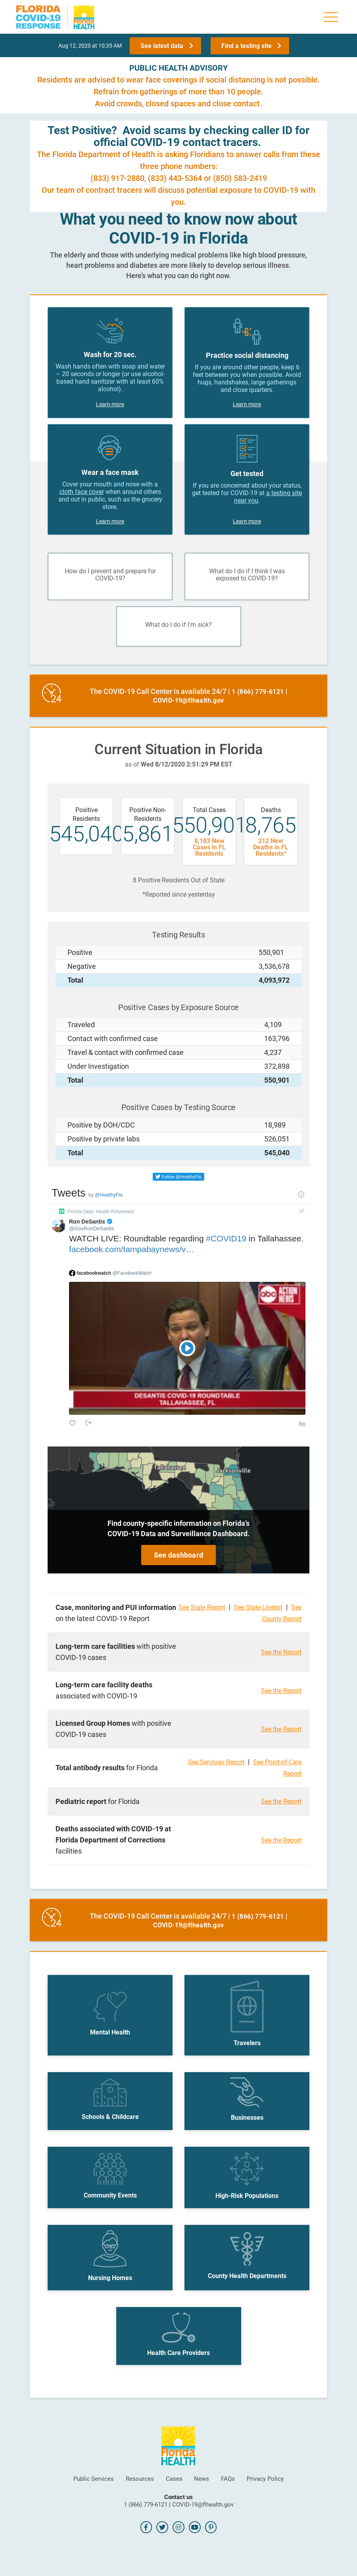 FLORIDA
COVID-19
RESPONSE
Florida
HEALTH
Aug 12, 2020 at 10:35 AM
See latest data
Find a testing site
PUBLIC HEALTH ADVISORY
Residents are advised to wear face coverings if social distancing is not possible.
Refrain from gatherings of more than 10 people.
Avoid crowds, closed spaces and close contact.
Test Positive? Avoid scams by checking caller ID for
official COVID-19 contact tracers.
The Florida Department of Health is asking Floridians to answer calls from these
three phone numbers:
(833) 917-2880, (833) 443-5364 or (850) 583-2419
Our team of contract tracers will discuss potential exposure to COVID-19 with
you.
What you need to know now about
COVID-19 in Florida
The elderly and those with underlying medical problems like high blood pressure,
heart problems and diabetes are more likely to develop serious illness.
Here's what you can do right now.
Wash for 20 sec.
Wash hands often with soap and water
– 20 seconds or longer (or use alcohol-
based hand sanitizer with at least 60%
alcohol).
Learn more
6'
Practice social distancing
If you are around other people, keep 6
feet between you when possible. Avoid
hugs, handshakes, large gatherings
and close quarters.
Learn more
Wear a face mask
Cover your mouth and nose with a
cloth face cover when around others
and out in public, such as the grocery
store.
Learn more
Get tested
If you are concerned about your status,
get tested for COVID-19 at a testing site
near you.
Learn more
How do I prevent and prepare for
COVID-19?
What do I do if I think I was
exposed to COVID-19?
What do I do if I'm sick?
24
The COVID-19 Call Center is available 24/7 | 1 (866) 779-6121 |
COVID-19@flhealth.gov
Current Situation in Florida
as of Wed 8/12/2020 2:51:29 PM EST
Positive
Residents
545,040
Positive Non-
Residents
5,861
Total Cases
550,901
8,183 New
Cases in FL
Residents
Deaths
8,765
212 New
Deaths in FL
Residents*
8 Positive Residents Out of State
*Reported since yesterday
Testing Results
Positive 550,901
Negative 3,536,678
Total 4,093,972
Positive Cases by Exposure Source
Traveled 4,109
Contact with confirmed case 163,796
Travel & contact with confirmed case 4,237
Under Investigation 372,898
Total 550,901
Positive Cases by Testing Source
Positive by DOH/CDC 18,989
Positive by private labs 526,051
Total 545,040
Follow @HealthyFla
Tweets by @HealthyFla
Florida Dept. Health Retweeted
Ron DeSantis
@GovRonDeSantis
WATCH LIVE: Roundtable regarding #COVID19 in Tallahassee.
facebook.com/tampabaynews/v…
facebookwatch @FacebookWatch
abc ACTION NEWS
DESANTIS COVID-19 ROUNDTABLE
TALLAHASSEE, FL
Tallahassee
Jacksonville
Find county-specific information on Florida's
COVID-19 Data and Surveillance Dashboard.
See dashboard
Case, monitoring and PUI information
on the latest COVID-19 Report
See State Report | See State Linelist | See
County Report
Long-term care facilities with positive
COVID-19 cases
See the Report
Long-term care facility deaths
associated with COVID-19
See the Report
Licensed Group Homes with positive
COVID-19 cases
See the Report
Total antibody results for Florida
See Serology Report | See Point-of-Care
Report
Pediatric report for Florida
See the Report
Deaths associated with COVID-19 at
Florida Department of Corrections
facilities
See the Report
24
The COVID-19 Call Center is available 24/7 | 1 (866) 779-6121 |
COVID-19@flhealth.gov
Mental Health
Travelers
Schools & Childcare
Businesses
Community Events
High-Risk Populations
Nursing Homes
County Health Departments
Health Care Providers
Florida
HEALTH
Public Services
Resources
Cases
News
FAQs
Privacy Policy
Contact us
1 (866) 779-6121 | COVID-19@flhealth.gov